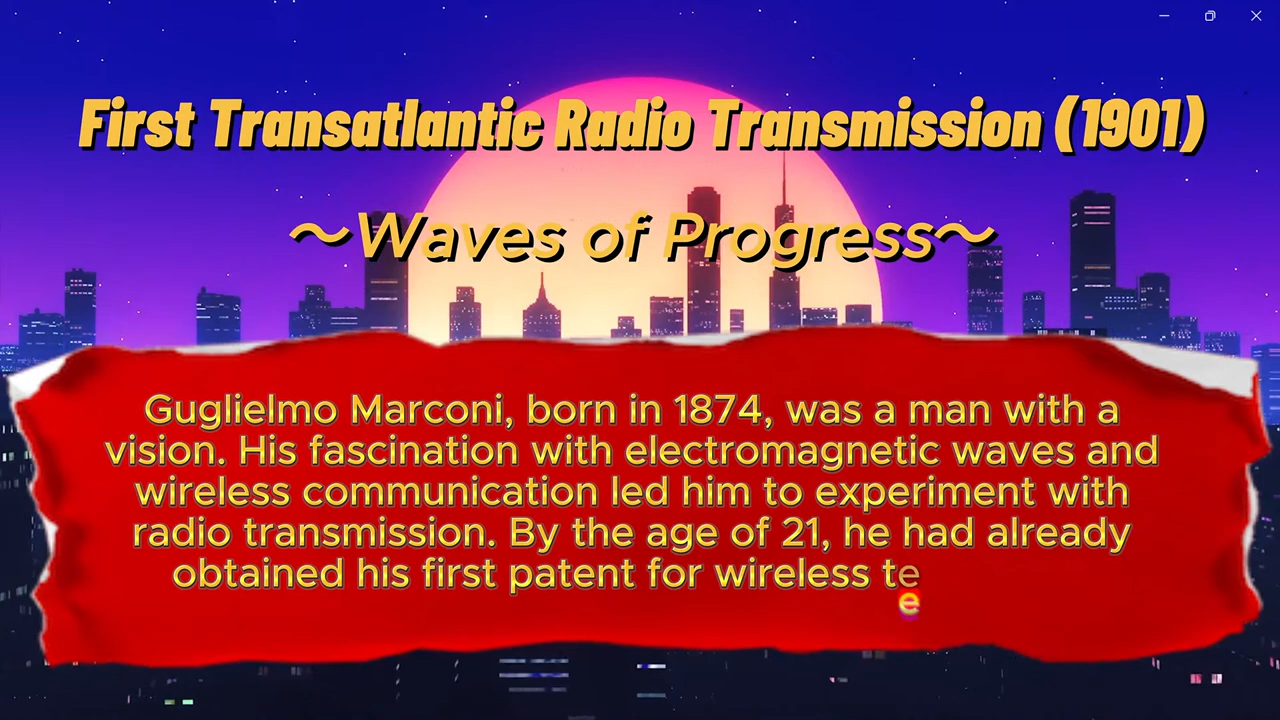 First Transatlantic Radio Transmission (1901)
～Waves of Progress～
Guglielmo Marconi, born in 1874, was a man with a
vision. His fascination with electromagnetic waves and
wireless communication led him to experiment with
radio transmission. By the age of 21, he had already
obtained his first patent for wireless te
e